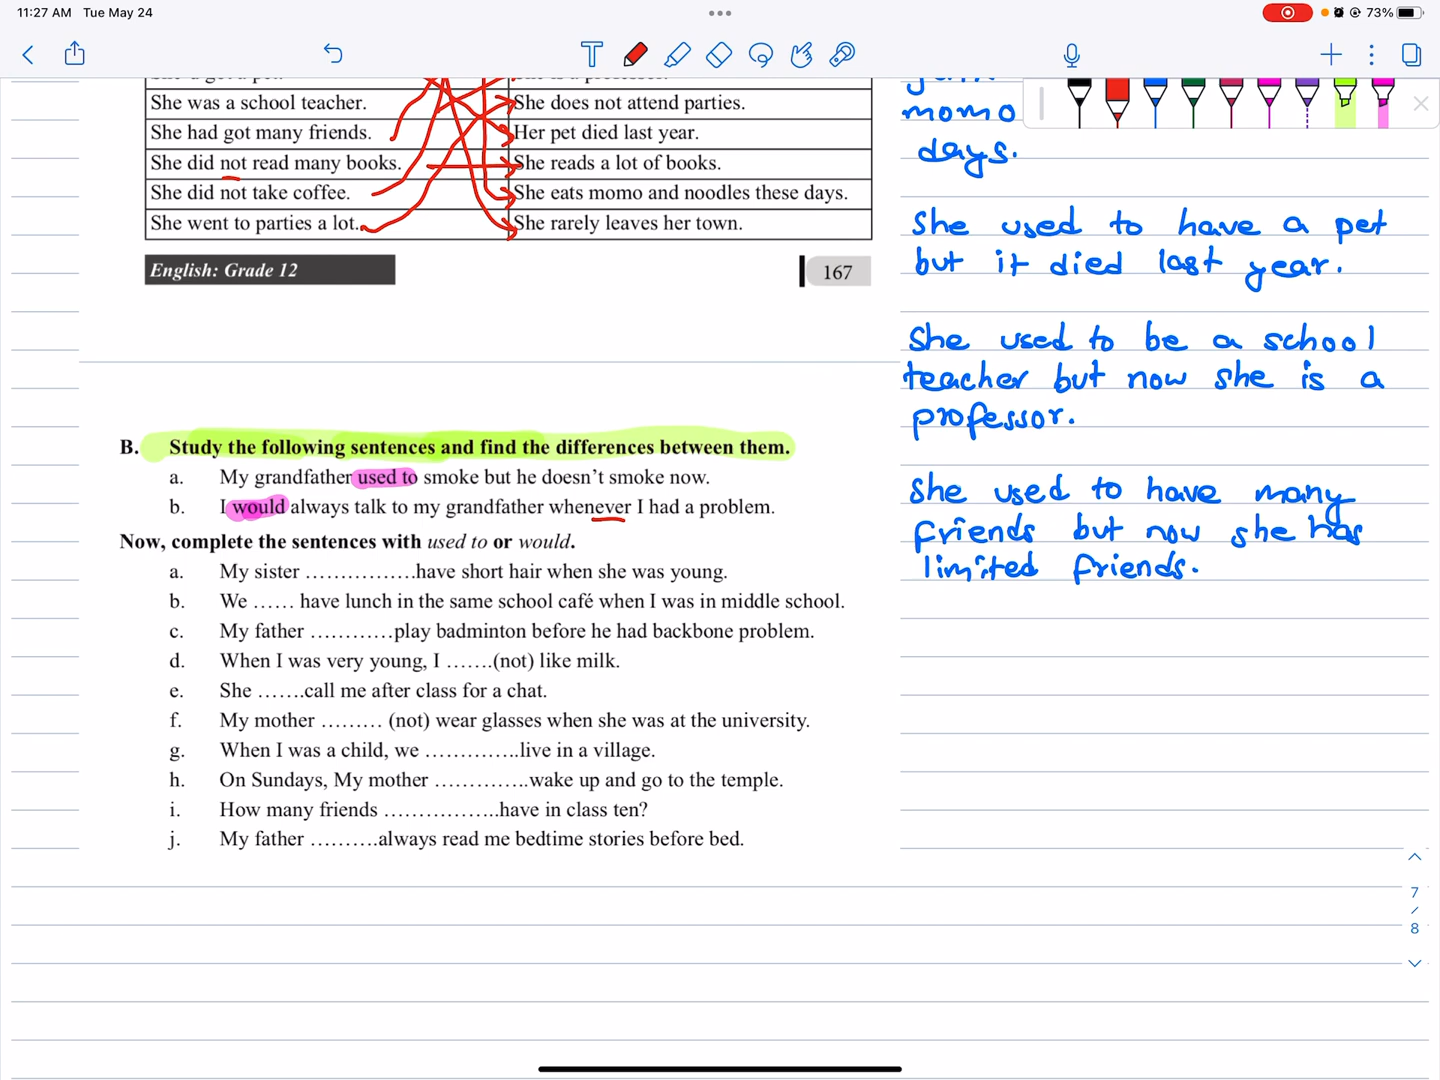 11:27 AM Tue May 24
73%
She was a school teacher. She does not attend parties.
She had got many friends. Her pet died last year.
She did not read many books. She reads a lot of books.
She did not take coffee. She eats momo and noodles these days.
She went to parties a lot. She rarely leaves her town.
English: Grade 12
167
B. Study the following sentences and find the differences between them.
a. My grandfather used to smoke but he doesn't smoke now.
b. I would always talk to my grandfather whenever I had a problem.
Now, complete the sentences with used to or would.
a. My sister ................have short hair when she was young.
b. We ...... have lunch in the same school café when I was in middle school.
c. My father ............play badminton before he had backbone problem.
d. When I was very young, I .......(not) like milk.
e. She .......call me after class for a chat.
f. My mother ......... (not) wear glasses when she was at the university.
g. When I was a child, we ..............live in a village.
h. On Sundays, My mother ..............wake up and go to the temple.
i. How many friends .................have in class ten?
j. My father ..........always read me bedtime stories before bed.
momo
days.
She used to have a pet
but it died last year.
She used to be a school
teacher but now she is a
professor.
She used to have many
friends but now she has
limited friends.
7
/
8